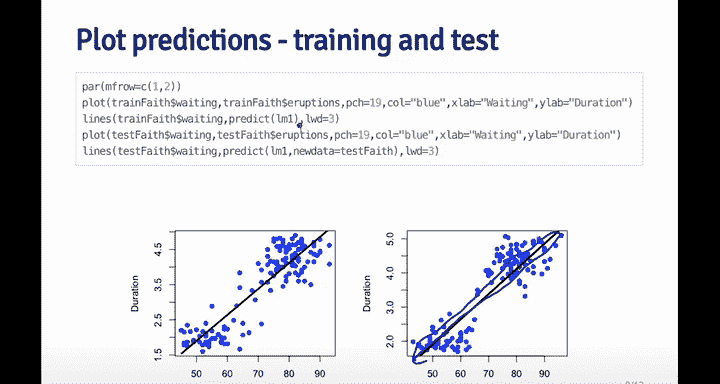 Plot predictions - training and test
par(mfrow=c(1,2))
plot(trainFaith$waiting,trainFaith$eruptions,pch=19,col="blue",xlab="Waiting",ylab="Duration")
lines(trainFaith$waiting,predict(lm1),lwd=3)
plot(testFaith$waiting,testFaith$eruptions,pch=19,col="blue",xlab="Waiting",ylab="Duration")
lines(testFaith$waiting,predict(lm1,newdata=testFaith),lwd=3)
Duration
4.5
3.5
2.5
1.5
50 60 70 80 90
Duration
5.0
4.0
3.0
2.0
50 60 70 80 90